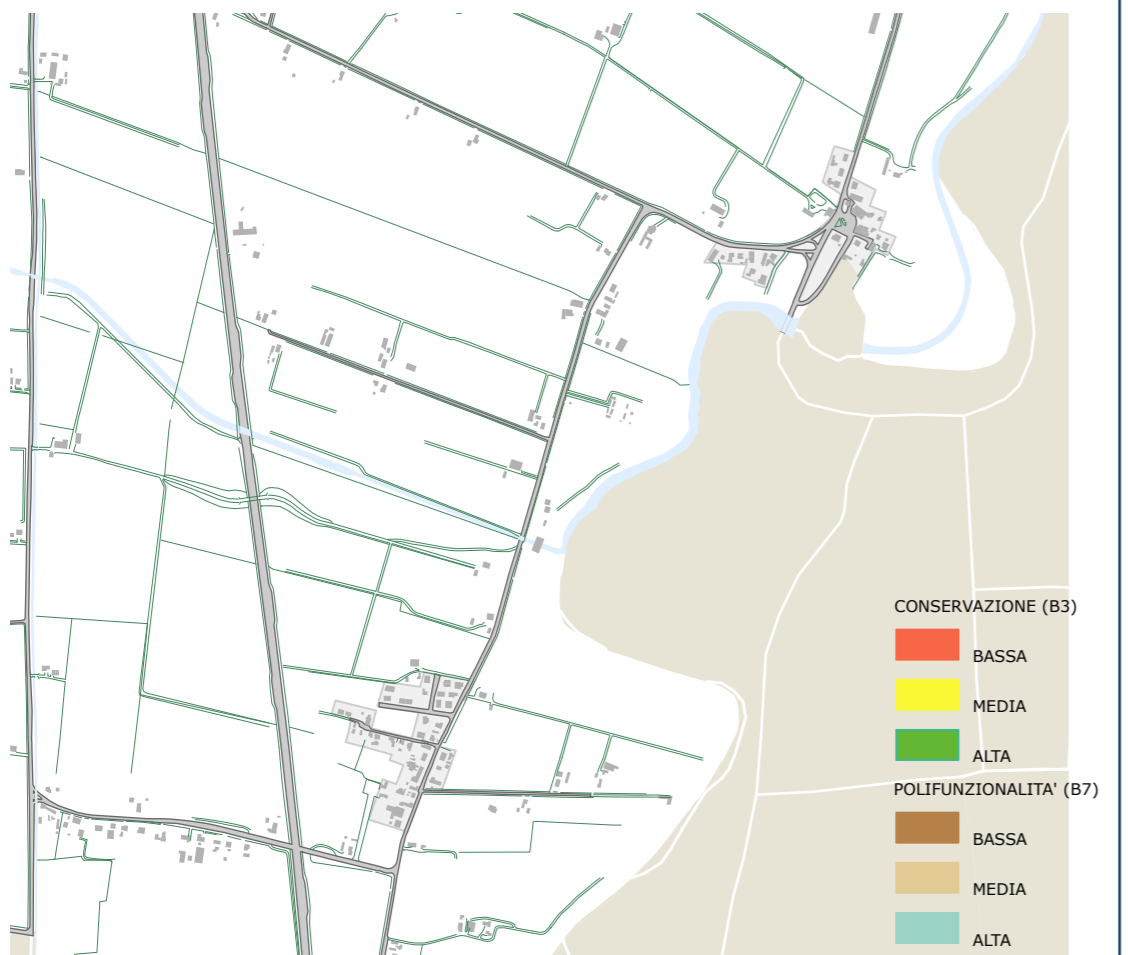 CONSERVAZIONE (B3)
BASSA
MEDIA
ALTA
POLIFUNZIONALITA' (B7)
BASSA
MEDIA
ALTA